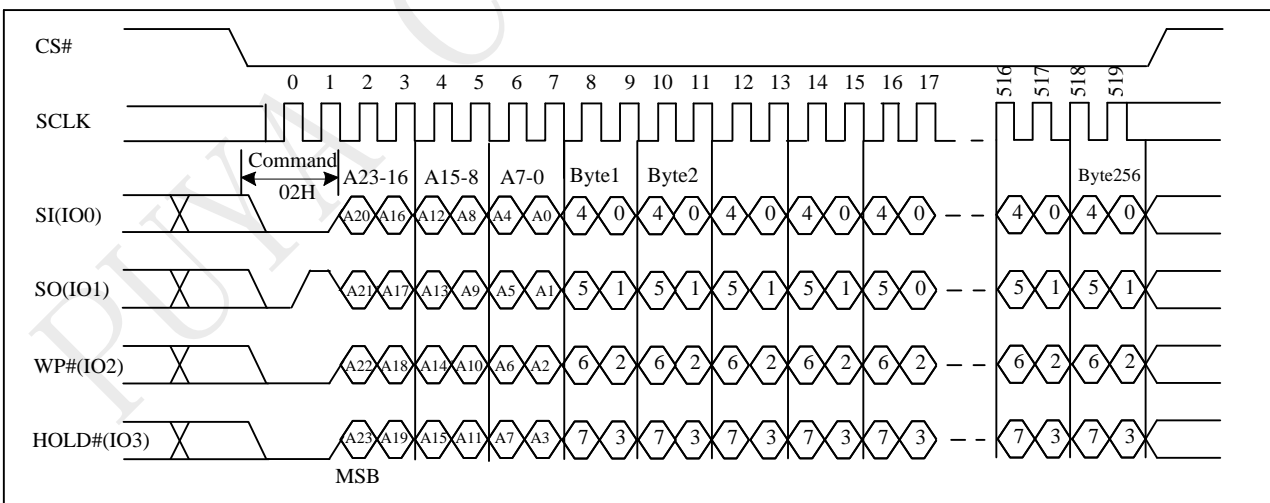 CS#
0 1 2 3 4 5 6 7 8 9 10 11 12 13 14 15 16 17 516 517 518 519
SCLK
Command
02H
A23-16 A15-8 A7-0 Byte1 Byte2 Byte256
SI(IO0) A20 A16 A12 A8 A4 A0 4 0 4 0 4 0 4 0 4 0 4 0 4 0
SO(IO1) A21 A17 A13 A9 A5 A1 5 1 5 1 5 1 5 1 5 0 5 1 5 1
WP#(IO2) A22 A18 A14 A10 A6 A2 6 2 6 2 6 2 6 2 6 2 6 2 6 2
HOLD#(IO3) A23 A19 A15 A11 A7 A3 7 3 7 3 7 3 7 3 7 3 7 3 7 3
MSB
PUYA C